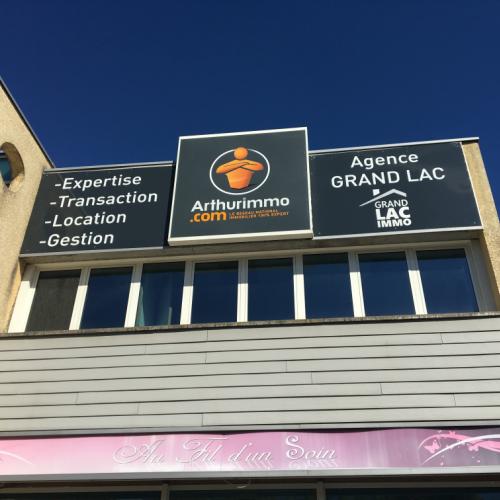 -Expertise
-Transaction
-Location
-Gestion
Arthurimmo
.com LE RESEAU NATIONAL
IMMOBILIER 100% EXPERT
Agence
GRAND LAC
GRAND
LAC
IMMO
Au Fil d'un Soin